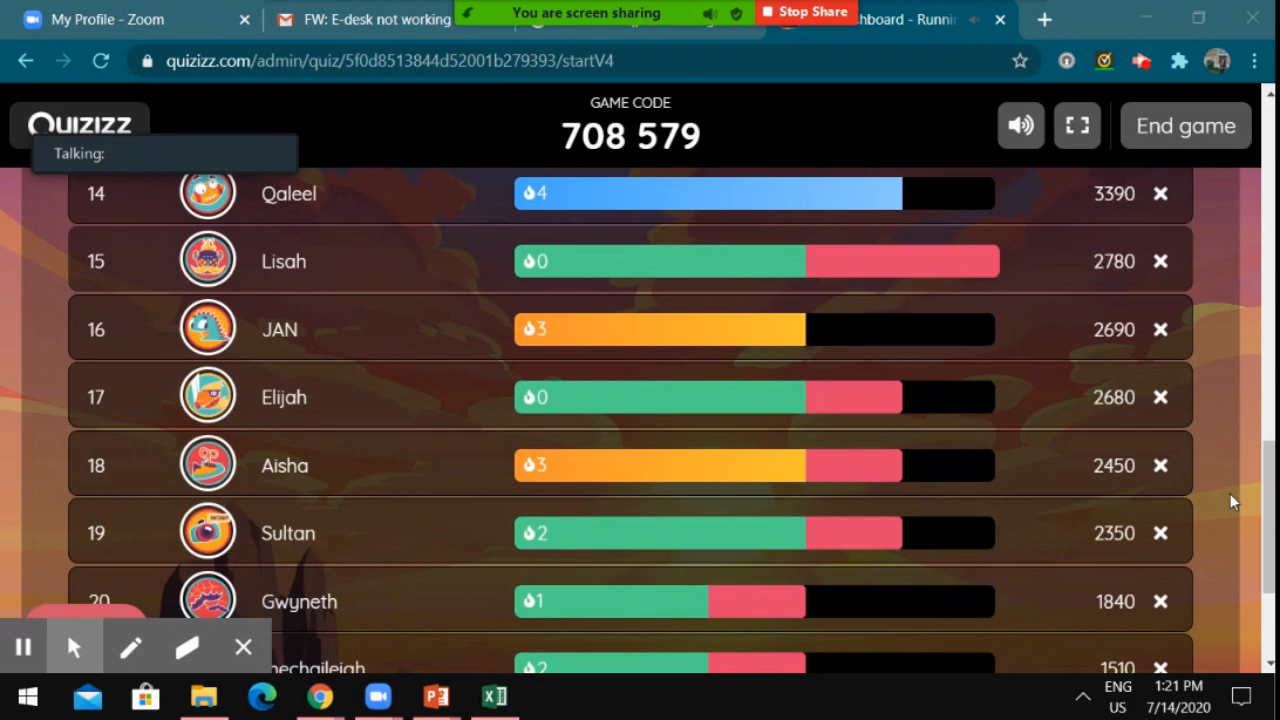 My Profile - Zoom
FW: E-desk not working
You are screen sharing
Stop Share
hboard - Runnin
quizizz.com/admin/quiz/5f0d8513844d52001b279393/startV4
Quizizz
GAME CODE
708 579
End game
Talking:
14 Qaleel 4 3390
15 Lisah 0 2780
16 JAN 3 2690
17 Elijah 0 2680
18 Aisha 3 2450
19 Sultan 2 2350
20 Gwyneth 1 1840
mechaileigh 2 1510
ENG 1:21 PM
US 7/14/2020